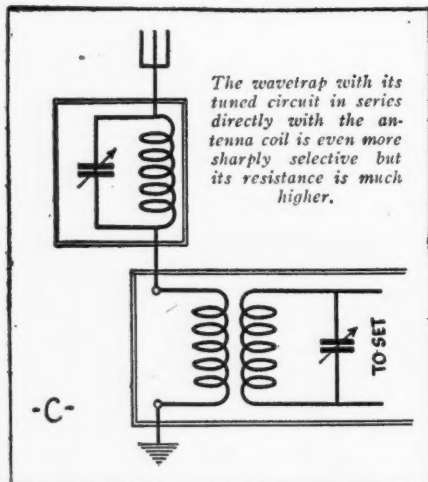 The wavetrap with its
tuned circuit in series
directly with the an-
tenna coil is even more
sharply selective but
its resistance is much
higher.
TO SET
-C-